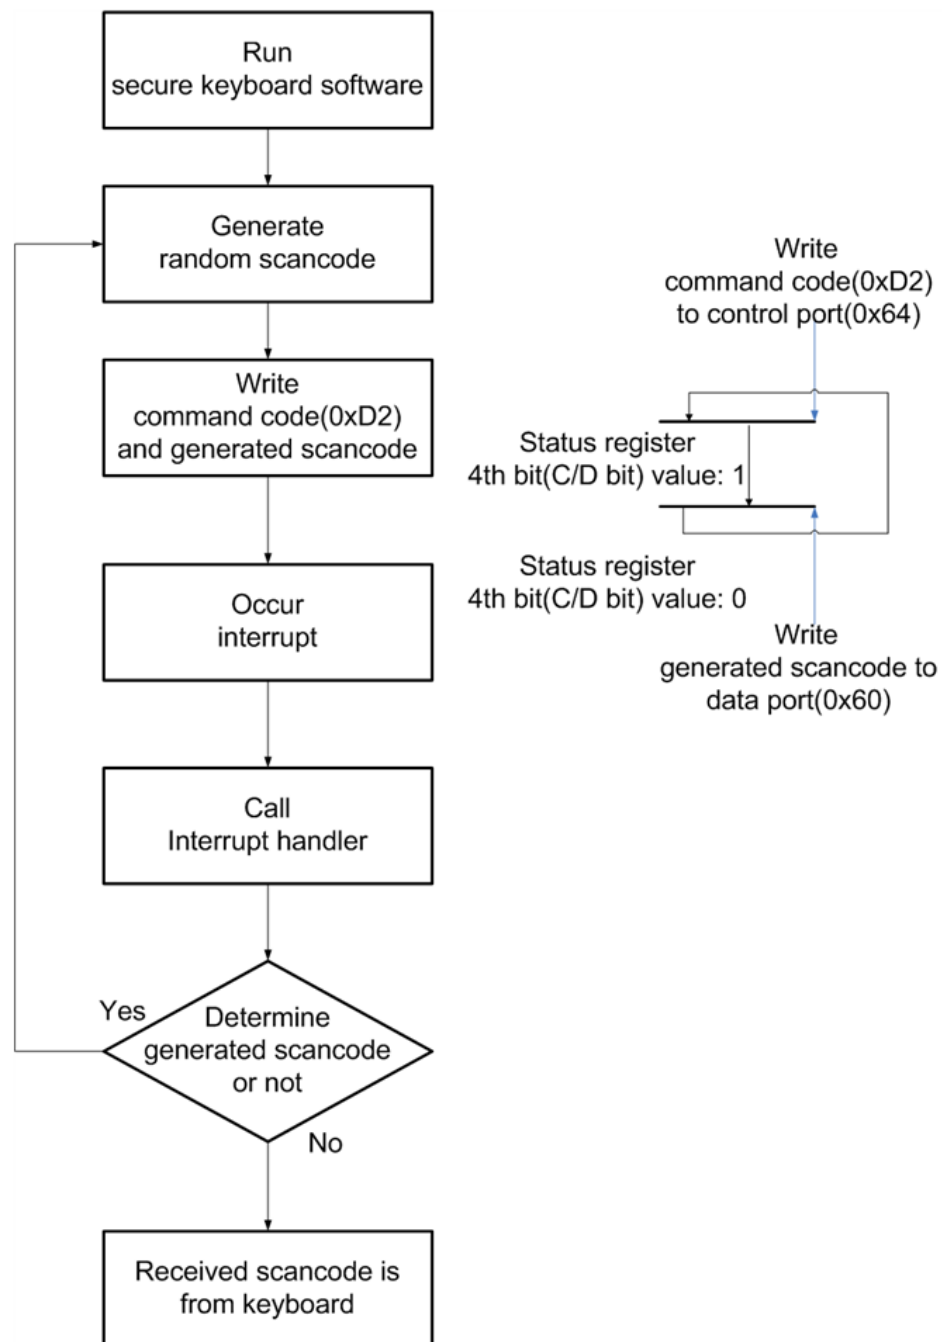 Run
secure keyboard software
Generate
random scancode
Write
command code(0xD2)
and generated scancode
Occur
interrupt
Call
Interrupt handler
Yes
Determine
generated scancode
or not
No
Received scancode is
from keyboard
Write
command code(0xD2)
to control port(0x64)
Status register
4th bit(C/D bit) value: 1
Status register
4th bit(C/D bit) value: 0
Write
generated scancode to
data port(0x60)